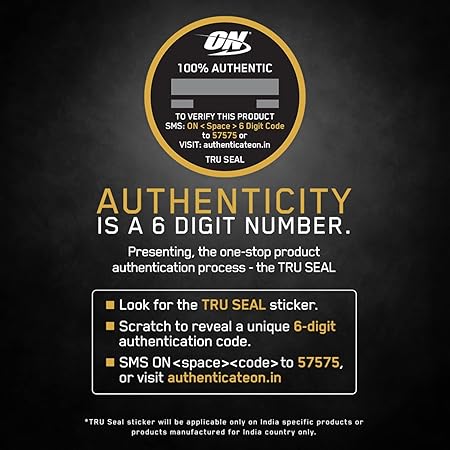 ON
100% AUTHENTIC
TO VERIFY THIS PRODUCT
SMS: ON < Space > 6 Digit Code
to 57575 or
VISIT: authenticateon.in
TRU SEAL
AUTHENTICITY
IS A 6 DIGIT NUMBER.
Presenting, the one-stop product
authentication process - the TRU SEAL
Look for the TRU SEAL sticker.
Scratch to reveal a unique 6-digit
authentication code.
SMS ON<space><code>to 57575,
or visit authenticateon.in
*TRU Seal sticker will be applicable only on India specific products or
products manufactured for India country only.